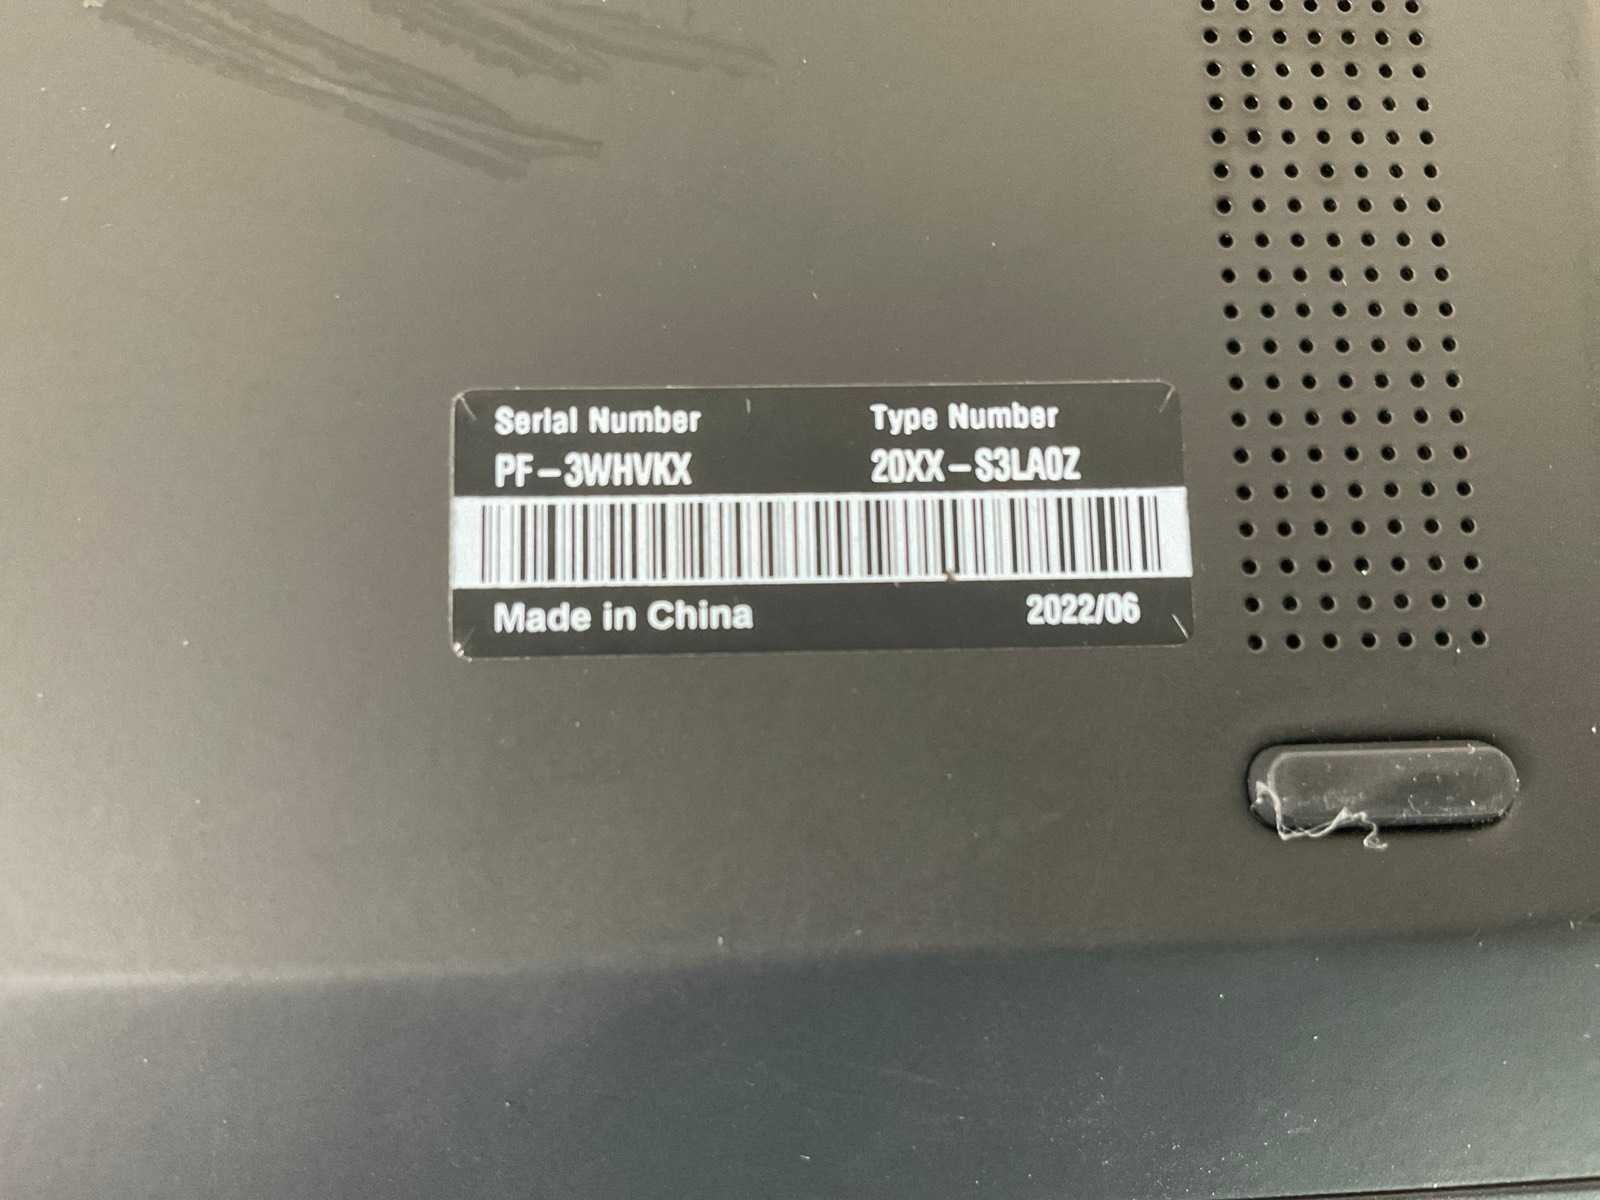 Serial Number Type Number
PF-3WHVKX 20XX-S3LA0Z
Made in China 2022/06